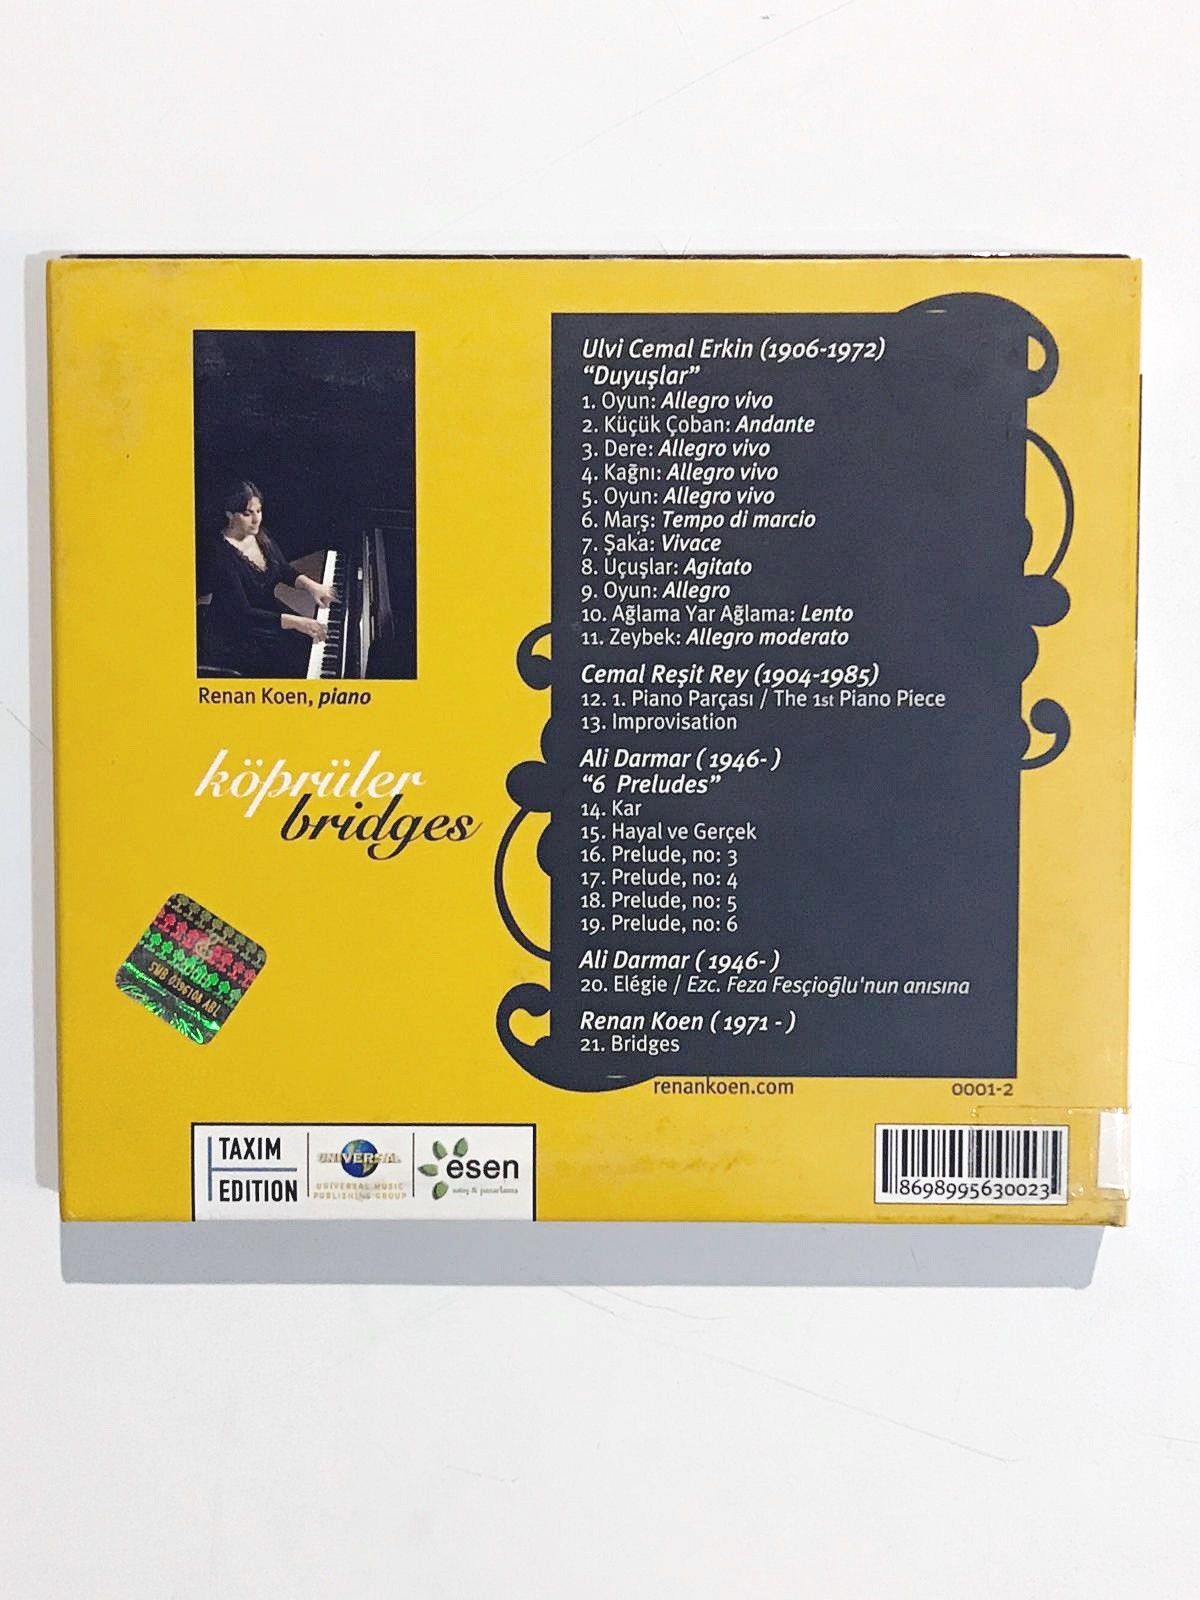 Renan Koen, piano
köprüler
bridges
SMB 0396106 ABL
Ulvi Cemal Erkin (1906-1972)
“Duyuşlar”
1. Oyun: Allegro vivo
2. Küçük Çoban: Andante
3. Dere: Allegro vivo
4. Kağnı: Allegro vivo
5. Oyun: Allegro vivo
6. Marş: Tempo di marcio
7. Şaka: Vivace
8. Uçuşlar: Agitato
9. Oyun: Allegro
10. Ağlama Yar Ağlama: Lento
11. Zeybek: Allegro moderato
Cemal Reşit Rey (1904-1985)
12. 1. Piano Parçası / The 1st Piano Piece
13. Improvisation
Ali Darmar ( 1946- )
“6 Preludes”
14. Kar
15. Hayal ve Gerçek
16. Prelude, no: 3
17. Prelude, no: 4
18. Prelude, no: 5
19. Prelude, no: 6
Ali Darmar ( 1946- )
20. Elégie / Ezc. Feza Fesçioğlu'nun anısına
Renan Koen ( 1971 - )
21. Bridges
renankoen.com
0001-2
TAXIM
EDITION
UNIVERSAL
UNIVERSAL MUSIC
PUBLISHING GROUP
esen
satış & pazarlama
8698995630023